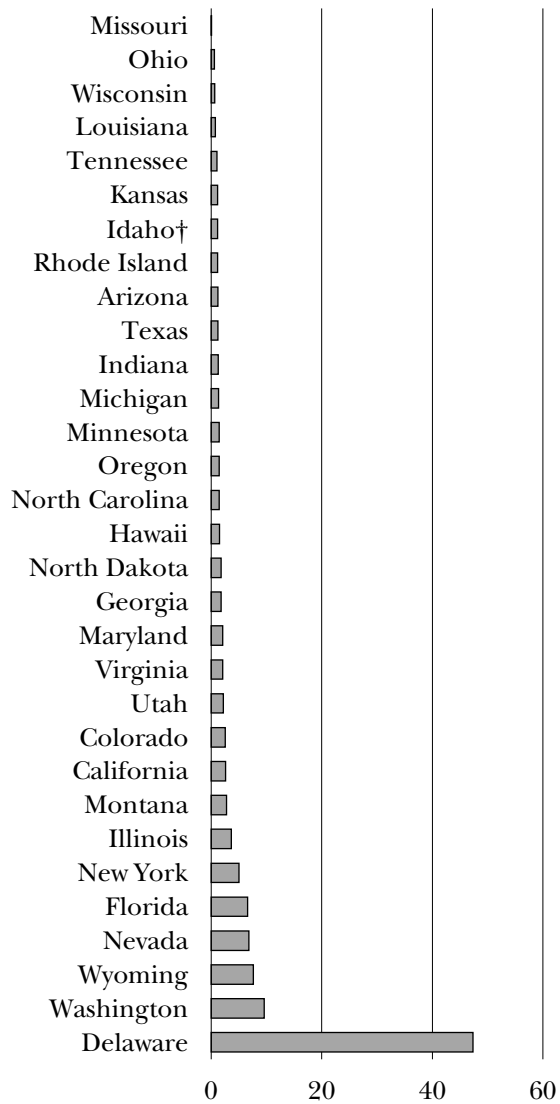 Missouri
Ohio
Wisconsin
Louisiana
Tennessee
Kansas
Idaho†
Rhode Island
Arizona
Texas
Indiana
Michigan
Minnesota
Oregon
North Carolina
Hawaii
North Dakota
Georgia
Maryland
Virginia
Utah
Colorado
California
Montana
Illinois
New York
Florida
Nevada
Wyoming
Washington
Delaware
0 20 40 60